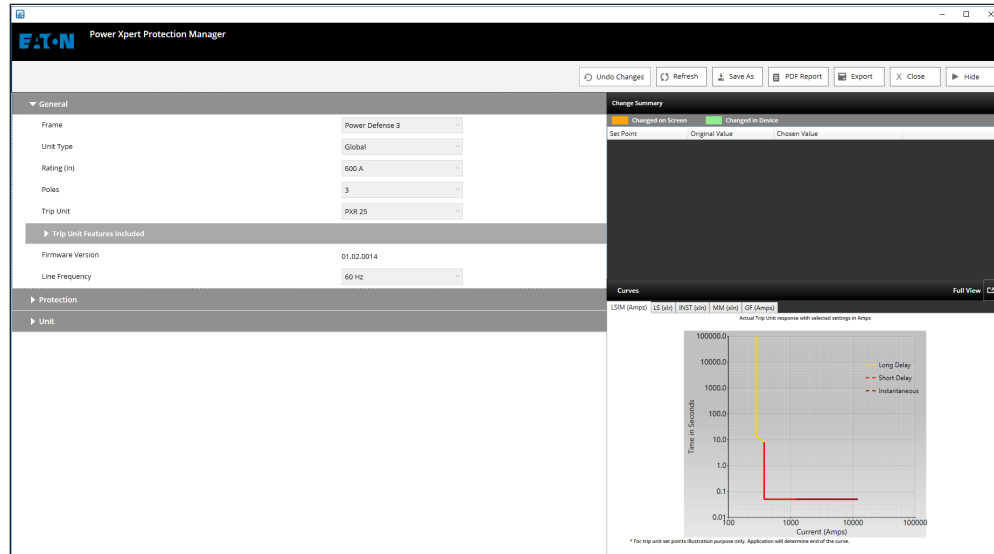 EATON
Power Xpert Protection Manager
Undo Changes
Refresh
Save As
PDF Report
Export
X Close
Hide
General
Frame
Power Defense 3
Unit Type
Global
Rating (In)
600 A
Poles
3
Trip Unit
PXR 25
Trip Unit Features Included
Firmware Version
01.02.0014
Line Frequency
60 Hz
Protection
Unit
Change Summary
Changed on Screen
Changed in Device
Set Point
Original Value
Chosen Value
Curves
Full View
LSIM (Amps)
LS (xIr)
INST (xIn)
MM (xIn)
GF (Amps)
Actual Trip Unit response with selected settings in Amps
100000.0
10000.0
1000.0
100.0
10.0
1.0
0.1
0.01
Time in Seconds
Long Delay
Short Delay
Instantaneous
100
1000
10000
100000
Current (Amps)
* For trip unit set points illustration purpose only. Application will determine end of the curve.